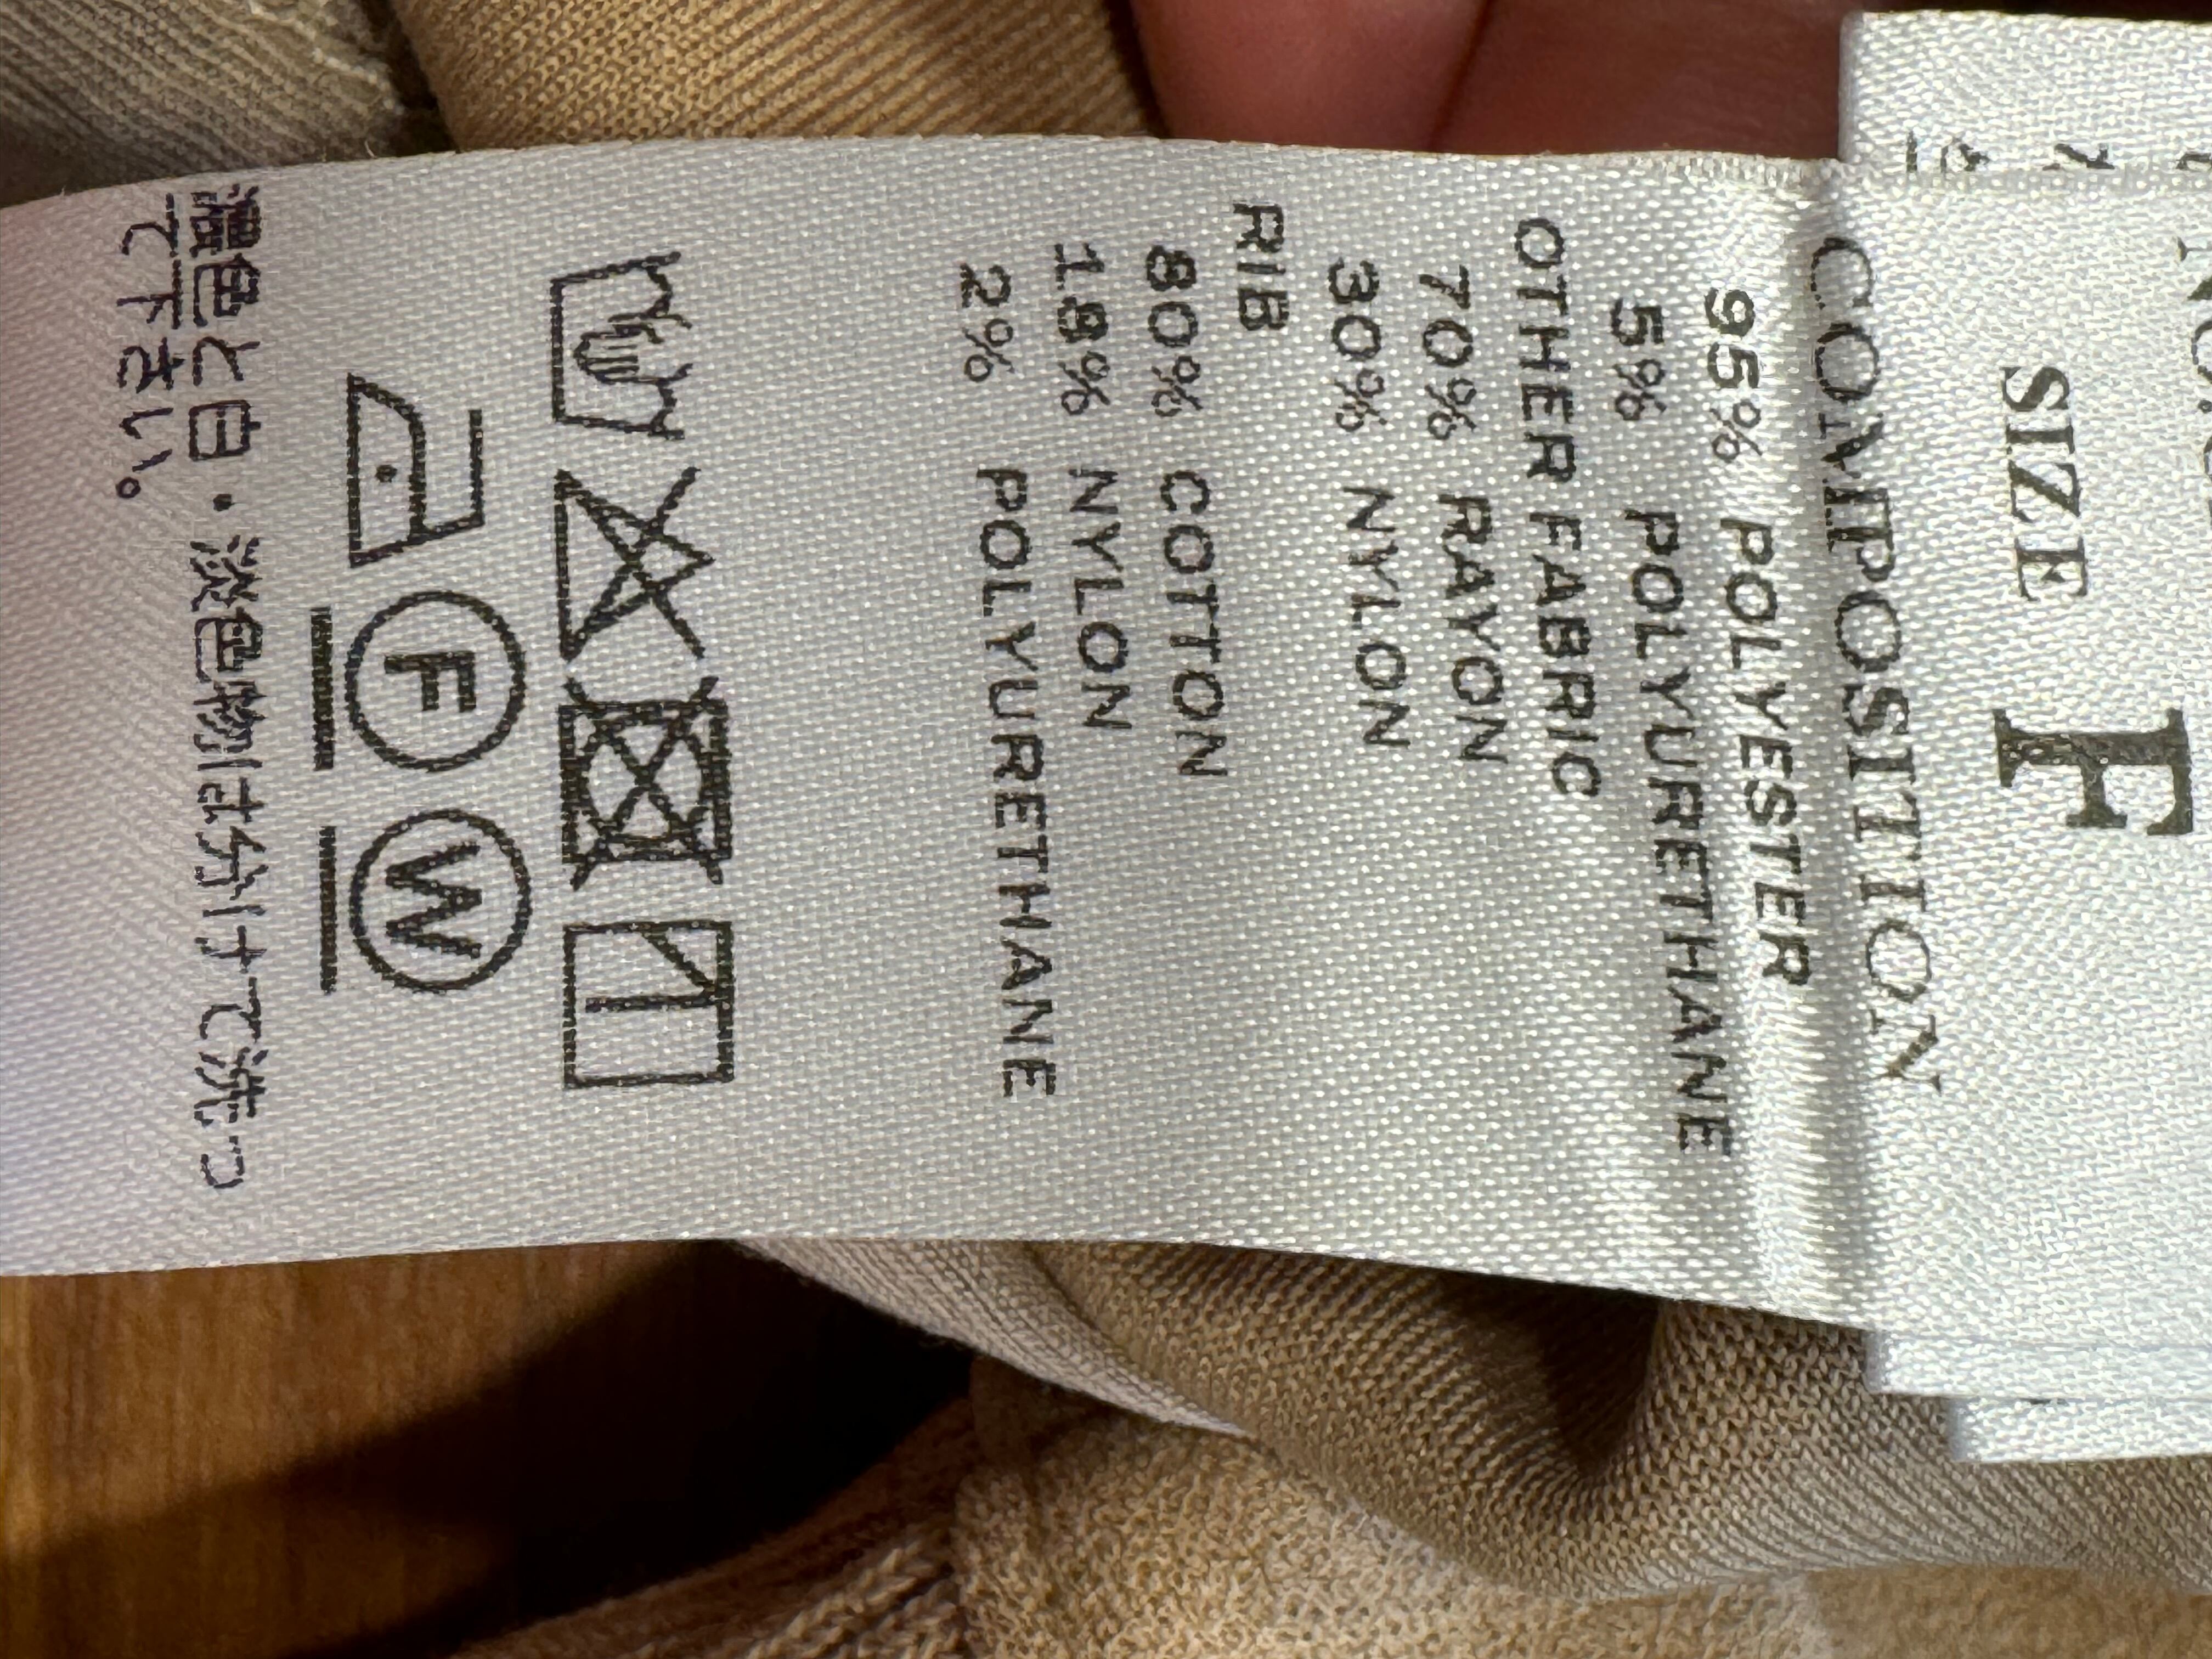 SIZE F
COMPOSITION
95% POLYESTER
5% POLYURETHANE
OTHER FABRIC
70% RAYON
30% NYLON
RIB
80% COTTON
18% NYLON
2% POLYURETHANE
F W
濃色と白・淡色物は分けて洗っ
て下さい。